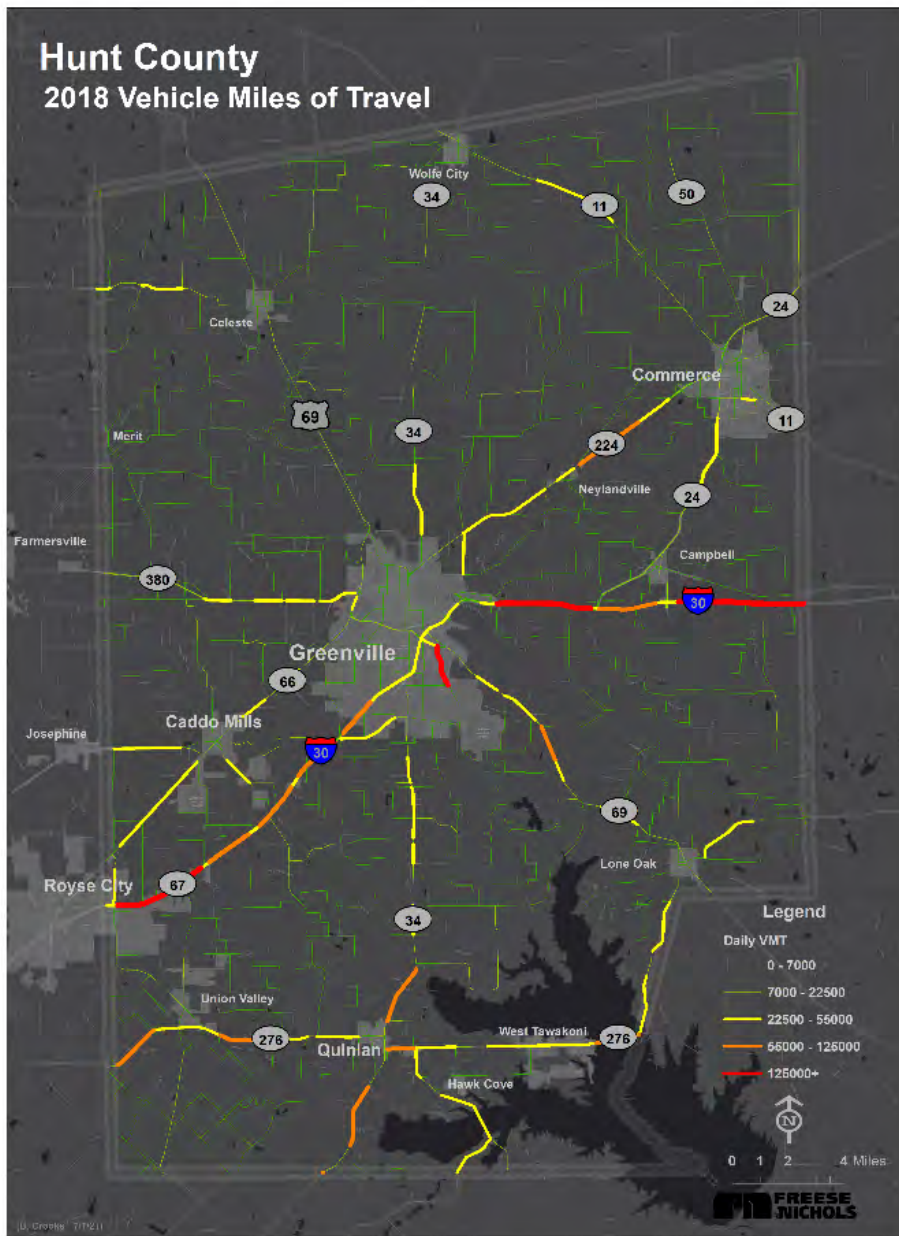 Hunt County
2018 Vehicle Miles of Travel
Wolfe City
34
11
50
24
Celeste
Commerce
69
34
11
224
Merit
Neylandville
24
Farmersville
Campbell
380
30
Greenville
66
Caddo Mills
Josephine
30
69
Lone Oak
67
Royse City
34
Legend
Daily VMT
0 - 7000
7000 - 22500
22500 - 55000
55000 - 125000
125000+
Union Valley
276
Quinlan
West Tawakoni
276
Hawk Cove
N
0 1 2 4 Miles
FREESE
NICHOLS